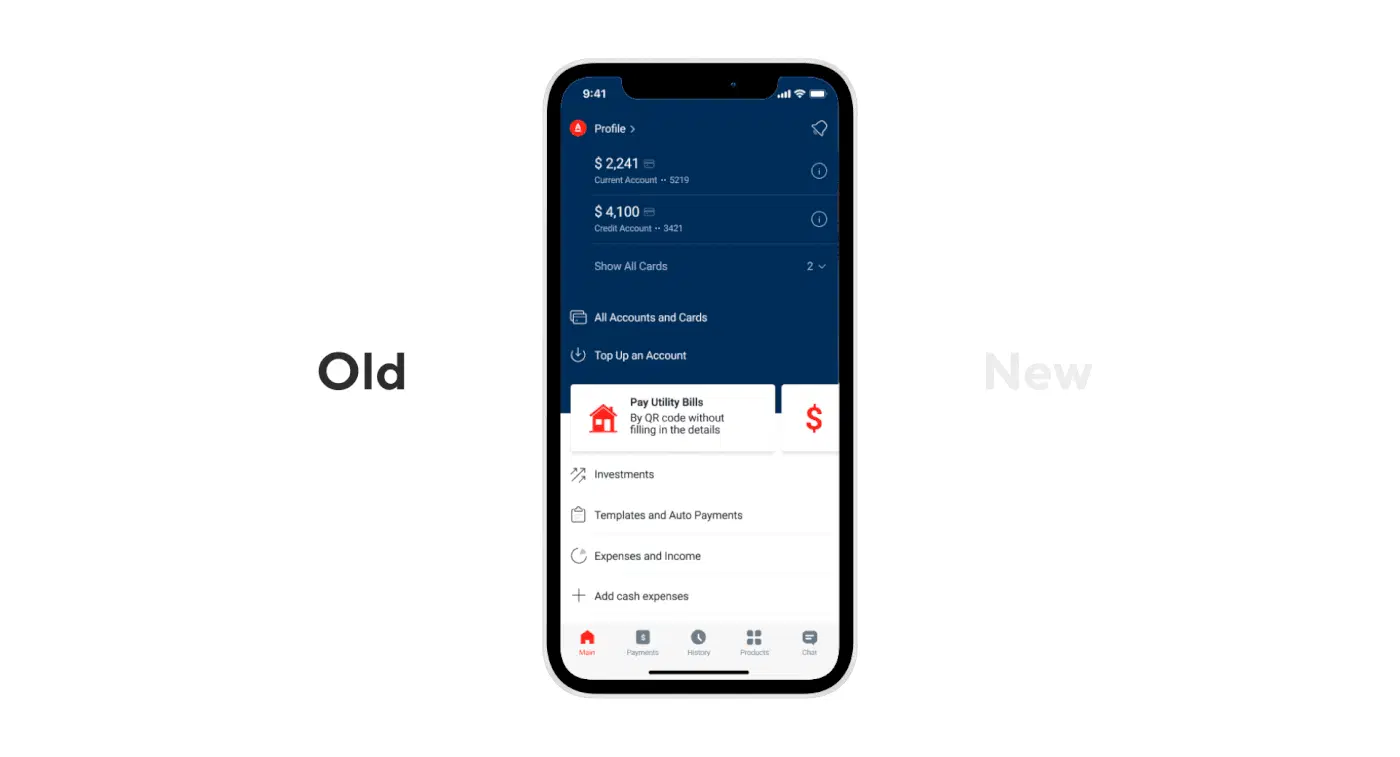 Old
New
9:41
Profile
$ 2,241
Current Account •• 5219
$ 4,100
Credit Account •• 3421
Show All Cards 2
All Accounts and Cards
Top Up an Account
Pay Utility Bills
By QR code without
filling in the details
$
Investments
Templates and Auto Payments
Expenses and Income
Add cash expenses
Main Payments History Products Chat